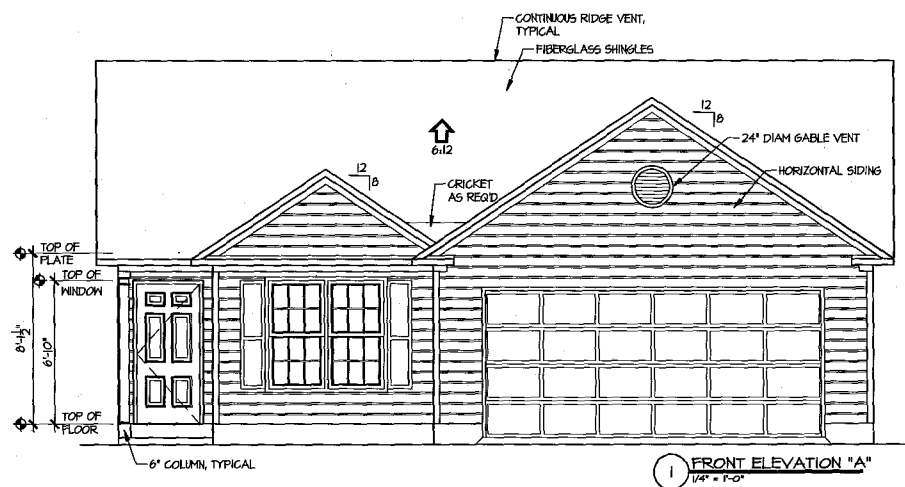 CONTINUOUS RIDGE VENT,
TYPICAL
FIBERGLASS SHINGLES
12
8
24" DIAM GABLE VENT
6:12
12
8
HORIZONTAL SIDING
CRICKET
AS REQ'D
TOP OF
PLATE
TOP OF
WINDOW
8'-1 1/2"
6'-10"
TOP OF
FLOOR
6" COLUMN, TYPICAL
1
FRONT ELEVATION "A"
1/4" = 1'-0"